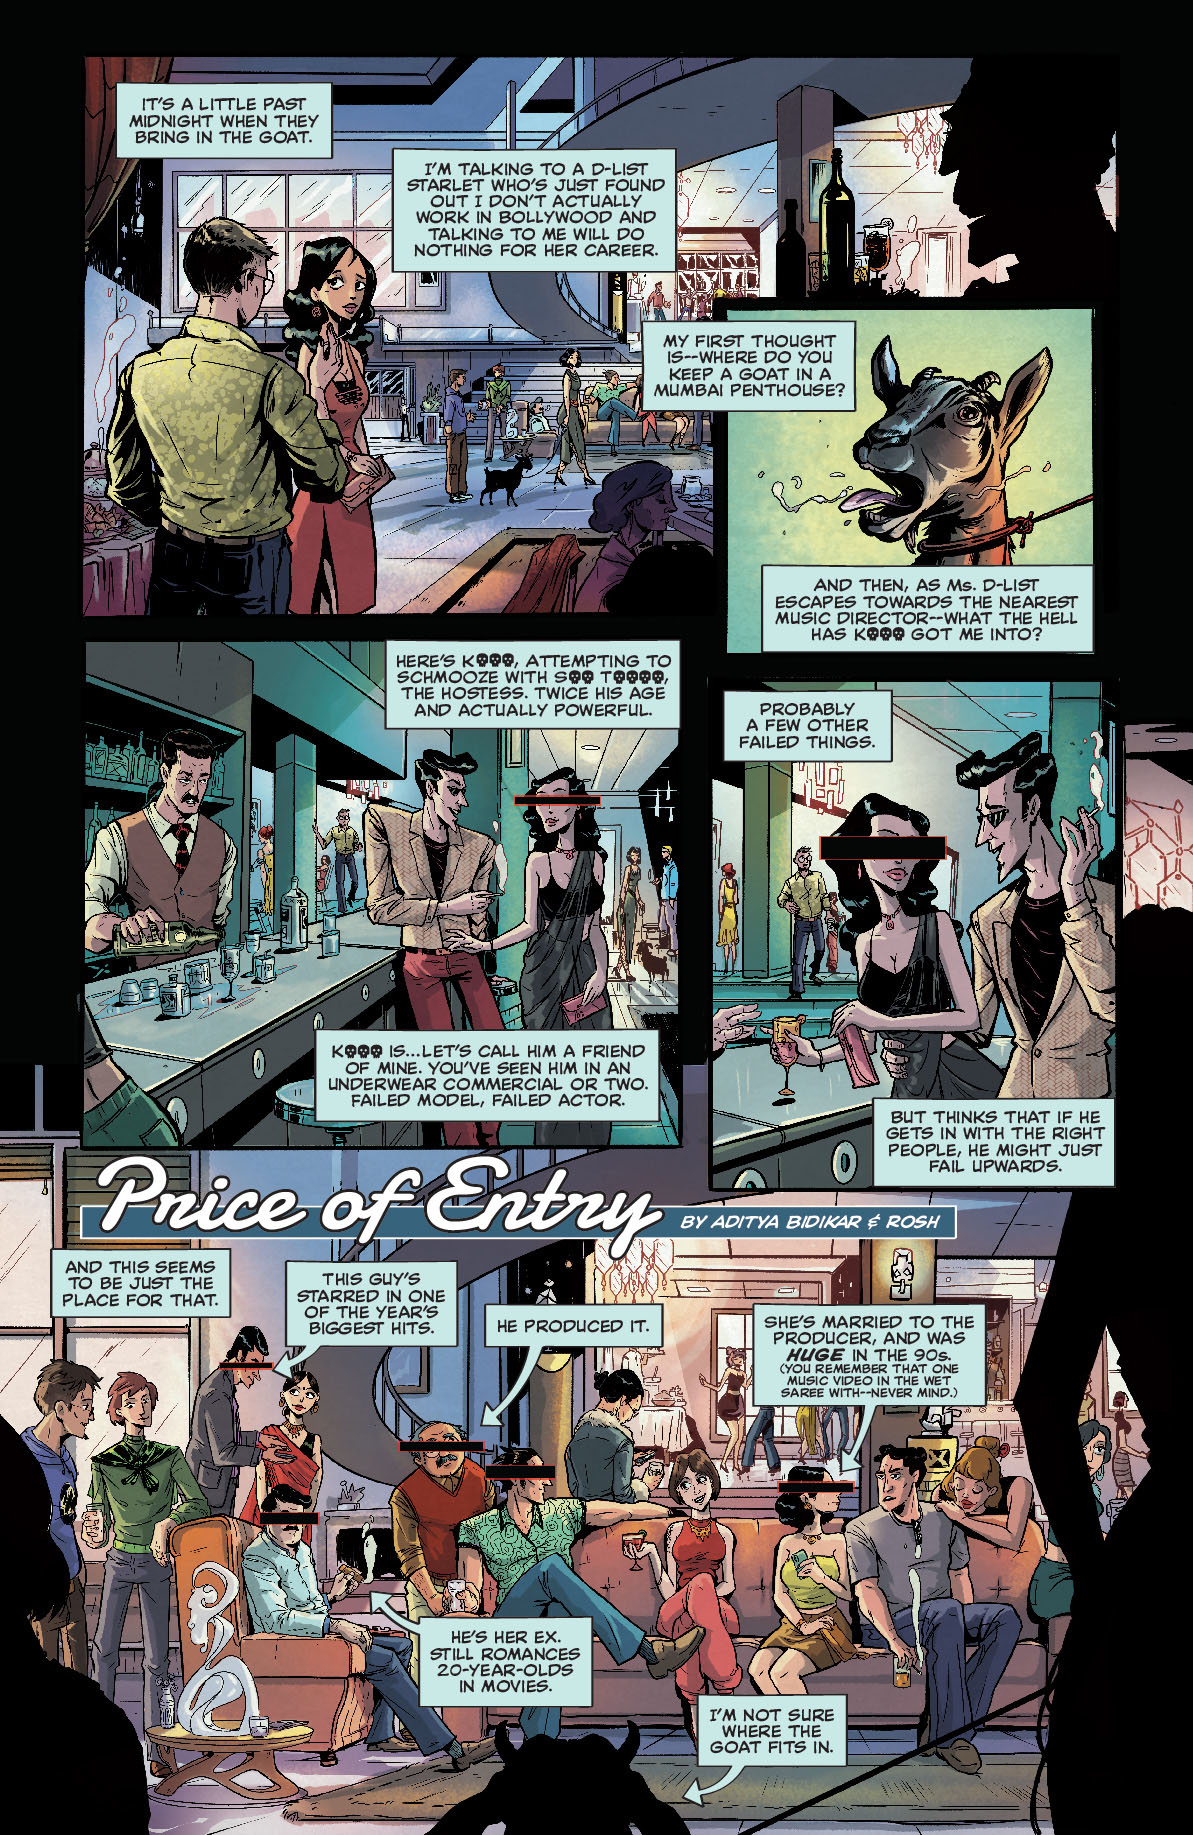 IT'S A LITTLE PAST
MIDNIGHT WHEN THEY
BRING IN THE GOAT.
I'M TALKING TO A D-LIST
STARLET WHO'S JUST FOUND
OUT I DON'T ACTUALLY
WORK IN BOLLYWOOD AND
TALKING TO ME WILL DO
NOTHING FOR HER CAREER.
MY FIRST THOUGHT
IS--WHERE DO YOU
KEEP A GOAT IN A
MUMBAI PENTHOUSE?
AND THEN, AS Ms. D-LIST
ESCAPES TOWARDS THE NEAREST
MUSIC DIRECTOR--WHAT THE HELL
HAS K☠☠☠ GOT ME INTO?
HERE'S K☠☠☠, ATTEMPTING TO
SCHMOOZE WITH S☠☠ T☠☠☠☠,
THE HOSTESS. TWICE HIS AGE
AND ACTUALLY POWERFUL.
K☠☠☠ IS...LET'S CALL HIM A FRIEND
OF MINE. YOU'VE SEEN HIM IN AN
UNDERWEAR COMMERCIAL OR TWO.
FAILED MODEL, FAILED ACTOR.
PROBABLY
A FEW OTHER
FAILED THINGS.
BUT THINKS THAT IF HE
GETS IN WITH THE RIGHT
PEOPLE, HE MIGHT JUST
FAIL UPWARDS.
Price of Entry
BY ADITYA BIDIKAR & ROSH
AND THIS SEEMS
TO BE JUST THE
PLACE FOR THAT.
THIS GUY'S
STARRED IN ONE
OF THE YEAR'S
BIGGEST HITS.
HE PRODUCED IT.
SHE'S MARRIED TO THE
PRODUCER, AND WAS
HUGE IN THE 90s.
(YOU REMEMBER THAT ONE
MUSIC VIDEO IN THE WET
SAREE WITH--NEVER MIND.)
HE'S HER EX.
STILL ROMANCES
20-YEAR-OLDS
IN MOVIES.
I'M NOT SURE
WHERE THE
GOAT FITS IN.